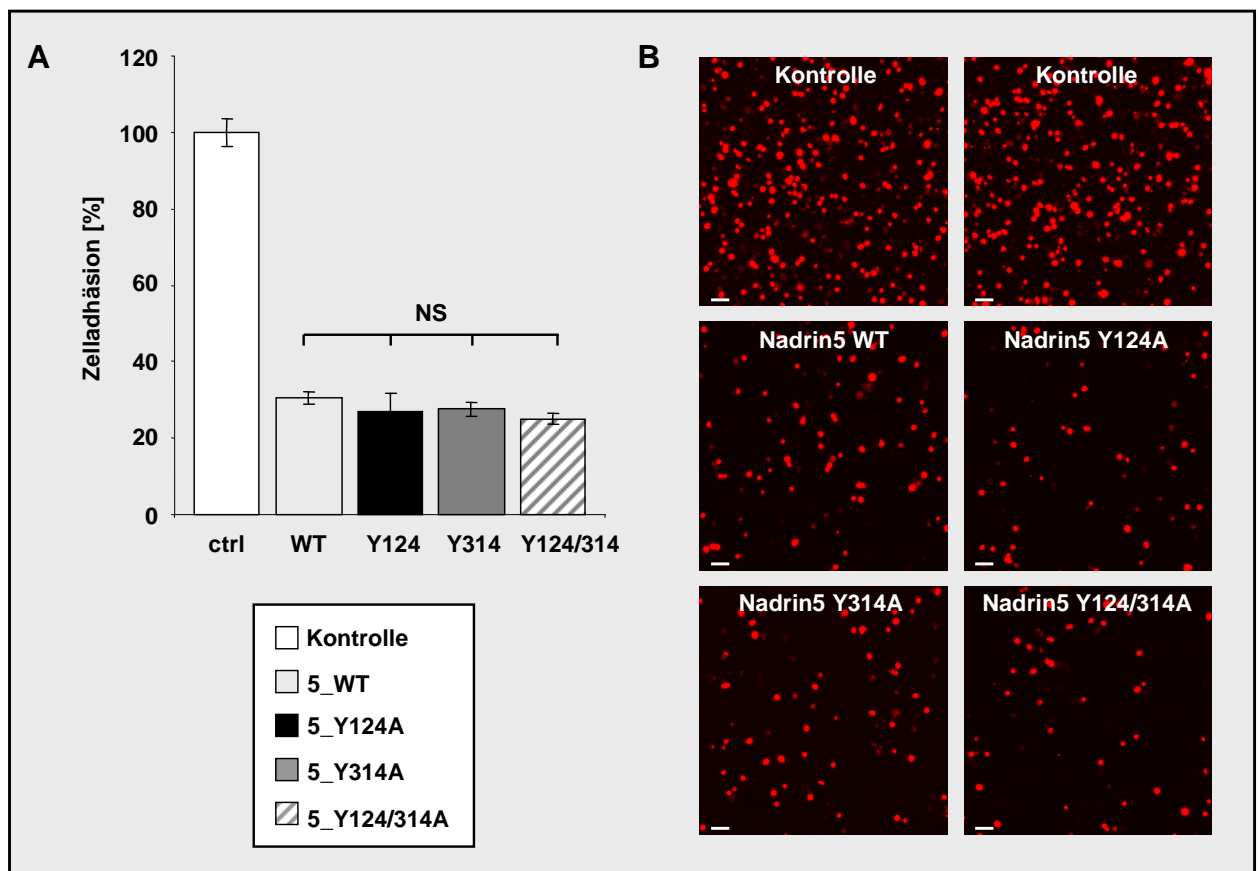 A
120
100
80
60
40
20
0
Zelladhäsion [%]
NS
ctrl WT Y124 Y314 Y124/314
Kontrolle
5_WT
5_Y124A
5_Y314A
5_Y124/314A
B
Kontrolle Kontrolle
Nadrin5 WT Nadrin5 Y124A
Nadrin5 Y314A Nadrin5 Y124/314A